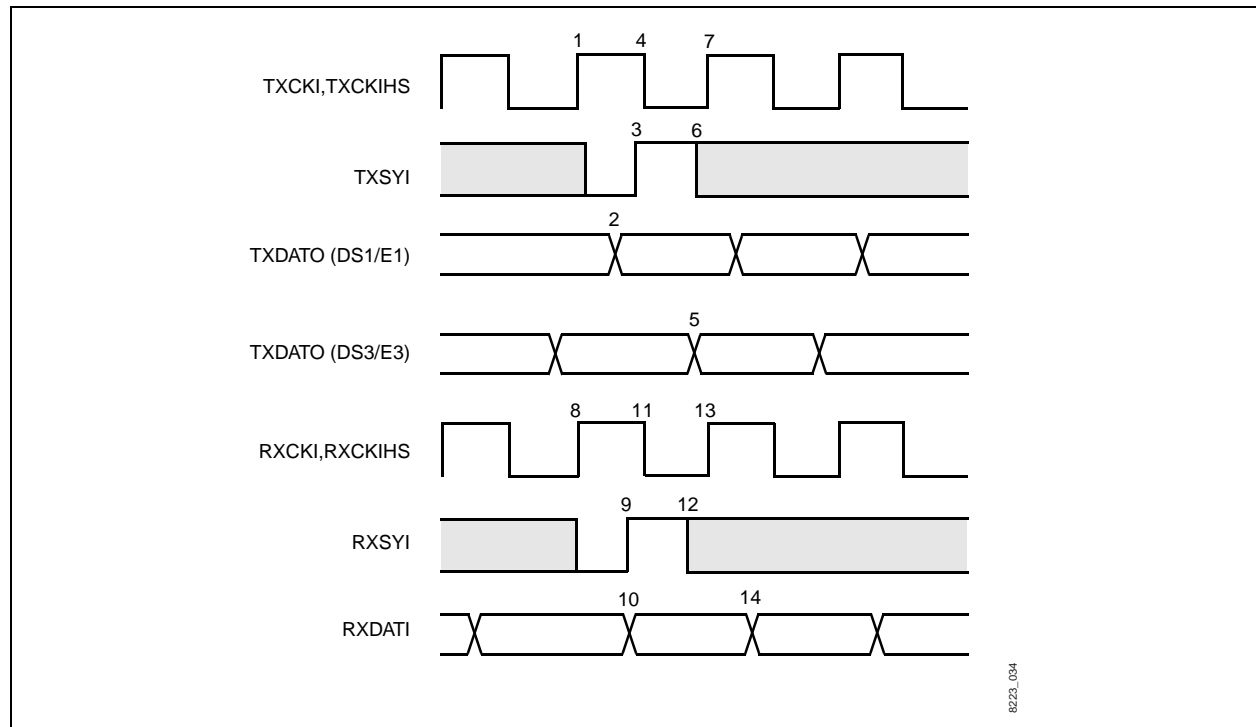 1 4 7
TXCKI,TXCKIHS
3 6
TXSYI
2
TXDATO (DS1/E1)
5
TXDATO (DS3/E3)
8 11 13
RXCKI,RXCKIHS
9 12
RXSYI
10 14
RXDATI
8223_034